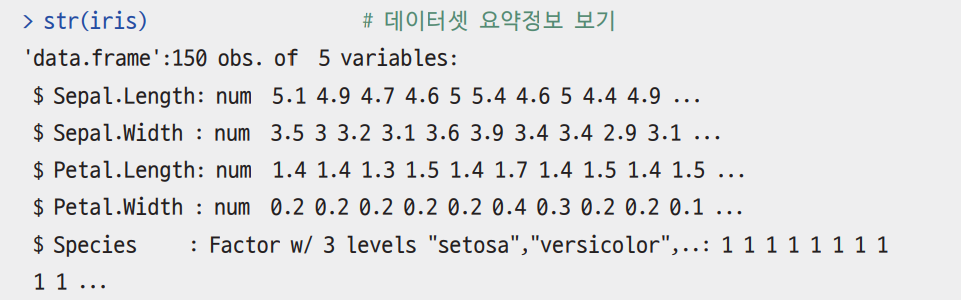 > str(iris) # 데이터셋 요약정보 보기
'data.frame':150 obs. of 5 variables:
$ Sepal.Length: num 5.1 4.9 4.7 4.6 5 5.4 4.6 5 4.4 4.9 ...
$ Sepal.Width : num 3.5 3 3.2 3.1 3.6 3.9 3.4 3.4 2.9 3.1 ...
$ Petal.Length: num 1.4 1.4 1.3 1.5 1.4 1.7 1.4 1.5 1.4 1.5 ...
$ Petal.Width : num 0.2 0.2 0.2 0.2 0.2 0.4 0.3 0.2 0.2 0.1 ...
$ Species : Factor w/ 3 levels "setosa","versicolor",..: 1 1 1 1 1 1 1 1
1 1 ...